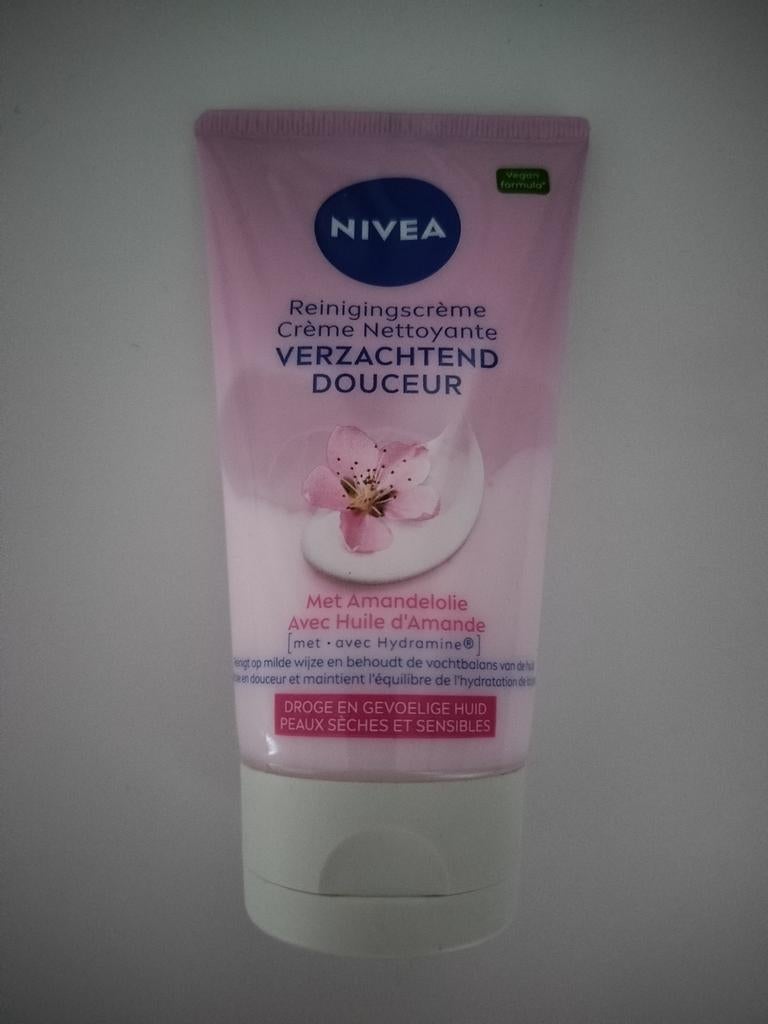 Vegan
formula*
NIVEA
Reinigingscrème
Crème Nettoyante
VERZACHTEND
DOUCEUR
Met Amandelolie
Avec Huile d'Amande
[met • avec Hydramine®]
op milde wijze en behoudt de vochtbalans van de
en douceur et maintient l'équilibre de l'hydratation de
DROGE EN GEVOELIGE HUID
PEAUX SÈCHES ET SENSIBLES